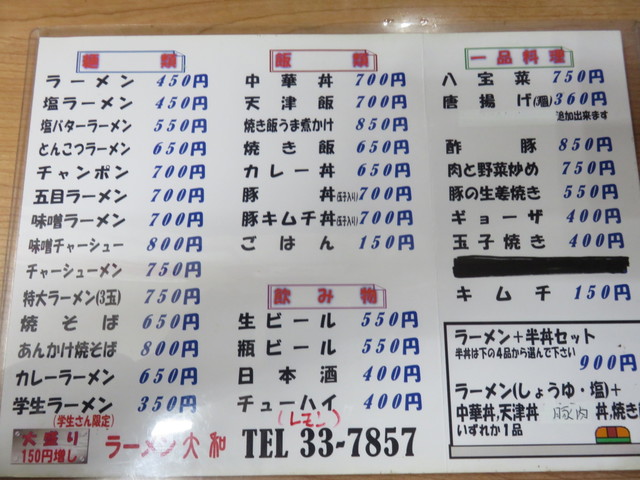 麺類
ラーメン 450円
塩ラーメン 450円
塩バターラーメン 550円
とんこつラーメン 650円
チャンポン 700円
五目ラーメン 700円
味噌ラーメン 700円
味噌チャーシュー 800円
チャーシューメン 750円
特大ラーメン(3玉) 750円
焼そば 650円
あんかけ焼そば 800円
カレーラーメン 650円
学生ラーメン 350円
(学生さん限定)
大盛り
150円増し
飯類
中華丼 700円
天津飯 700円
焼き飯うま煮かけ 850円
焼き飯 650円
カレー丼 650円
豚丼(玉子入り) 700円
豚キムチ丼(玉子入り) 700円
ごはん 150円
飲み物
生ビール 550円
瓶ビール 550円
日本酒 400円
チューハイ 400円
(レモン)
ラーメン大和 TEL 33-7857
一品料理
八宝菜 750円
唐揚げ 360円
追加出来ます
酢豚 850円
肉と野菜炒め 750円
豚の生姜焼き 550円
ギョーザ 400円
玉子焼き 400円
キムチ 150円
ラーメン+半丼セット
半丼は下の4品から選んで下さい
900円
ラーメン(しょうゆ・塩)+
中華丼,天津丼 豚肉丼,焼き
いずれか1品